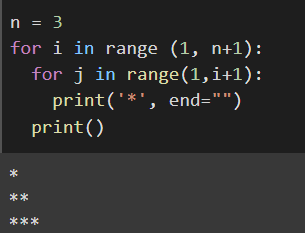 n = 3
for i in range (1, n+1):
  for j in range(1,i+1):
    print('*', end="")
  print()
*
**
***